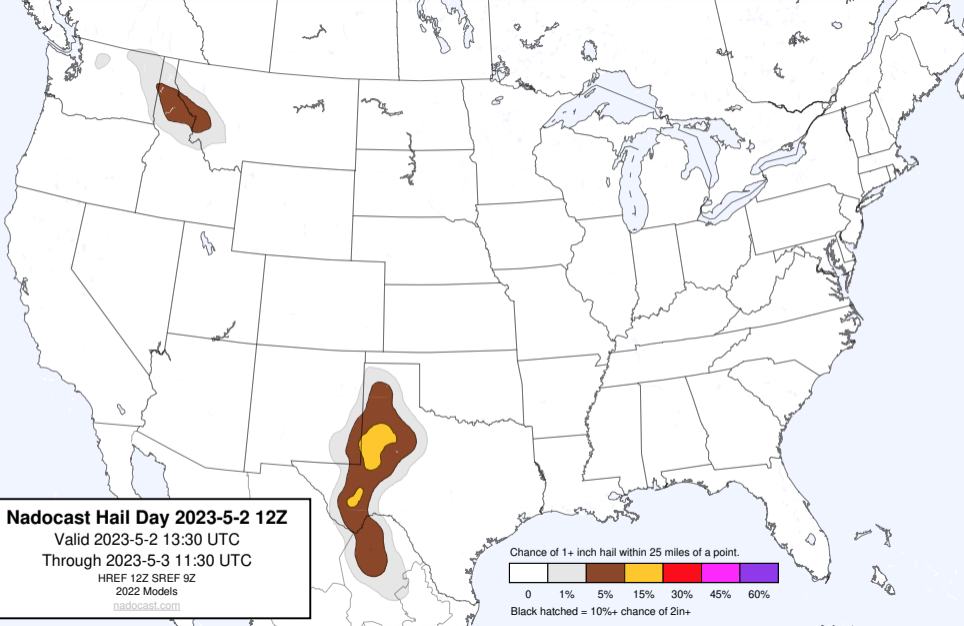 Nadocast Hail Day 2023-5-2 12Z
Valid 2023-5-2 13:30 UTC
Through 2023-5-3 11:30 UTC
HREF 12Z SREF 9Z
2022 Models
nadocast.com
Chance of 1+ inch hail within 25 miles of a point.
0 1% 5% 15% 30% 45% 60%
Black hatched = 10%+ chance of 2in+